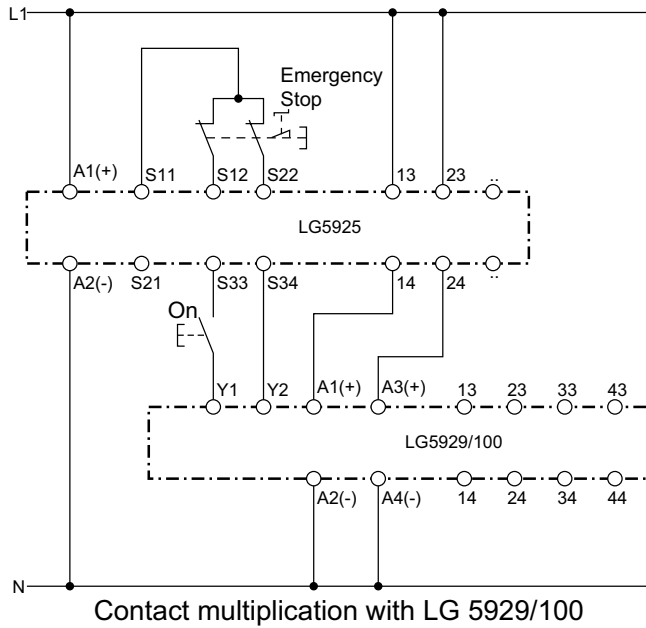 L1
Emergency
Stop
A1(+) S11 S12 S22 13 23 ..
LG5925
A2(-) S21 S33 S34 14 24 ..
On
Y1 Y2 A1(+) A3(+) 13 23 33 43
LG5929/100
A2(-) A4(-) 14 24 34 44
N
Contact multiplication with LG 5929/100